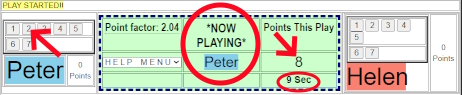 PLAY STARTED!!
1 2 3 4 5
6 7
Peter
0
Points
Point factor: 2.04
HELP MENU
*NOW
PLAYING*
Peter
Points This Play
8
9 Sec
1 2 3 4 5
6 7
Helen
0
Points